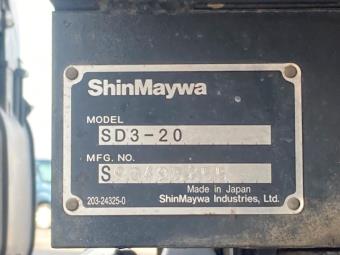 ShinMaywa
MODEL
SD3-20
MFG. NO.
Made in Japan
203-24325-0 ShinMaywa Industries, Ltd.